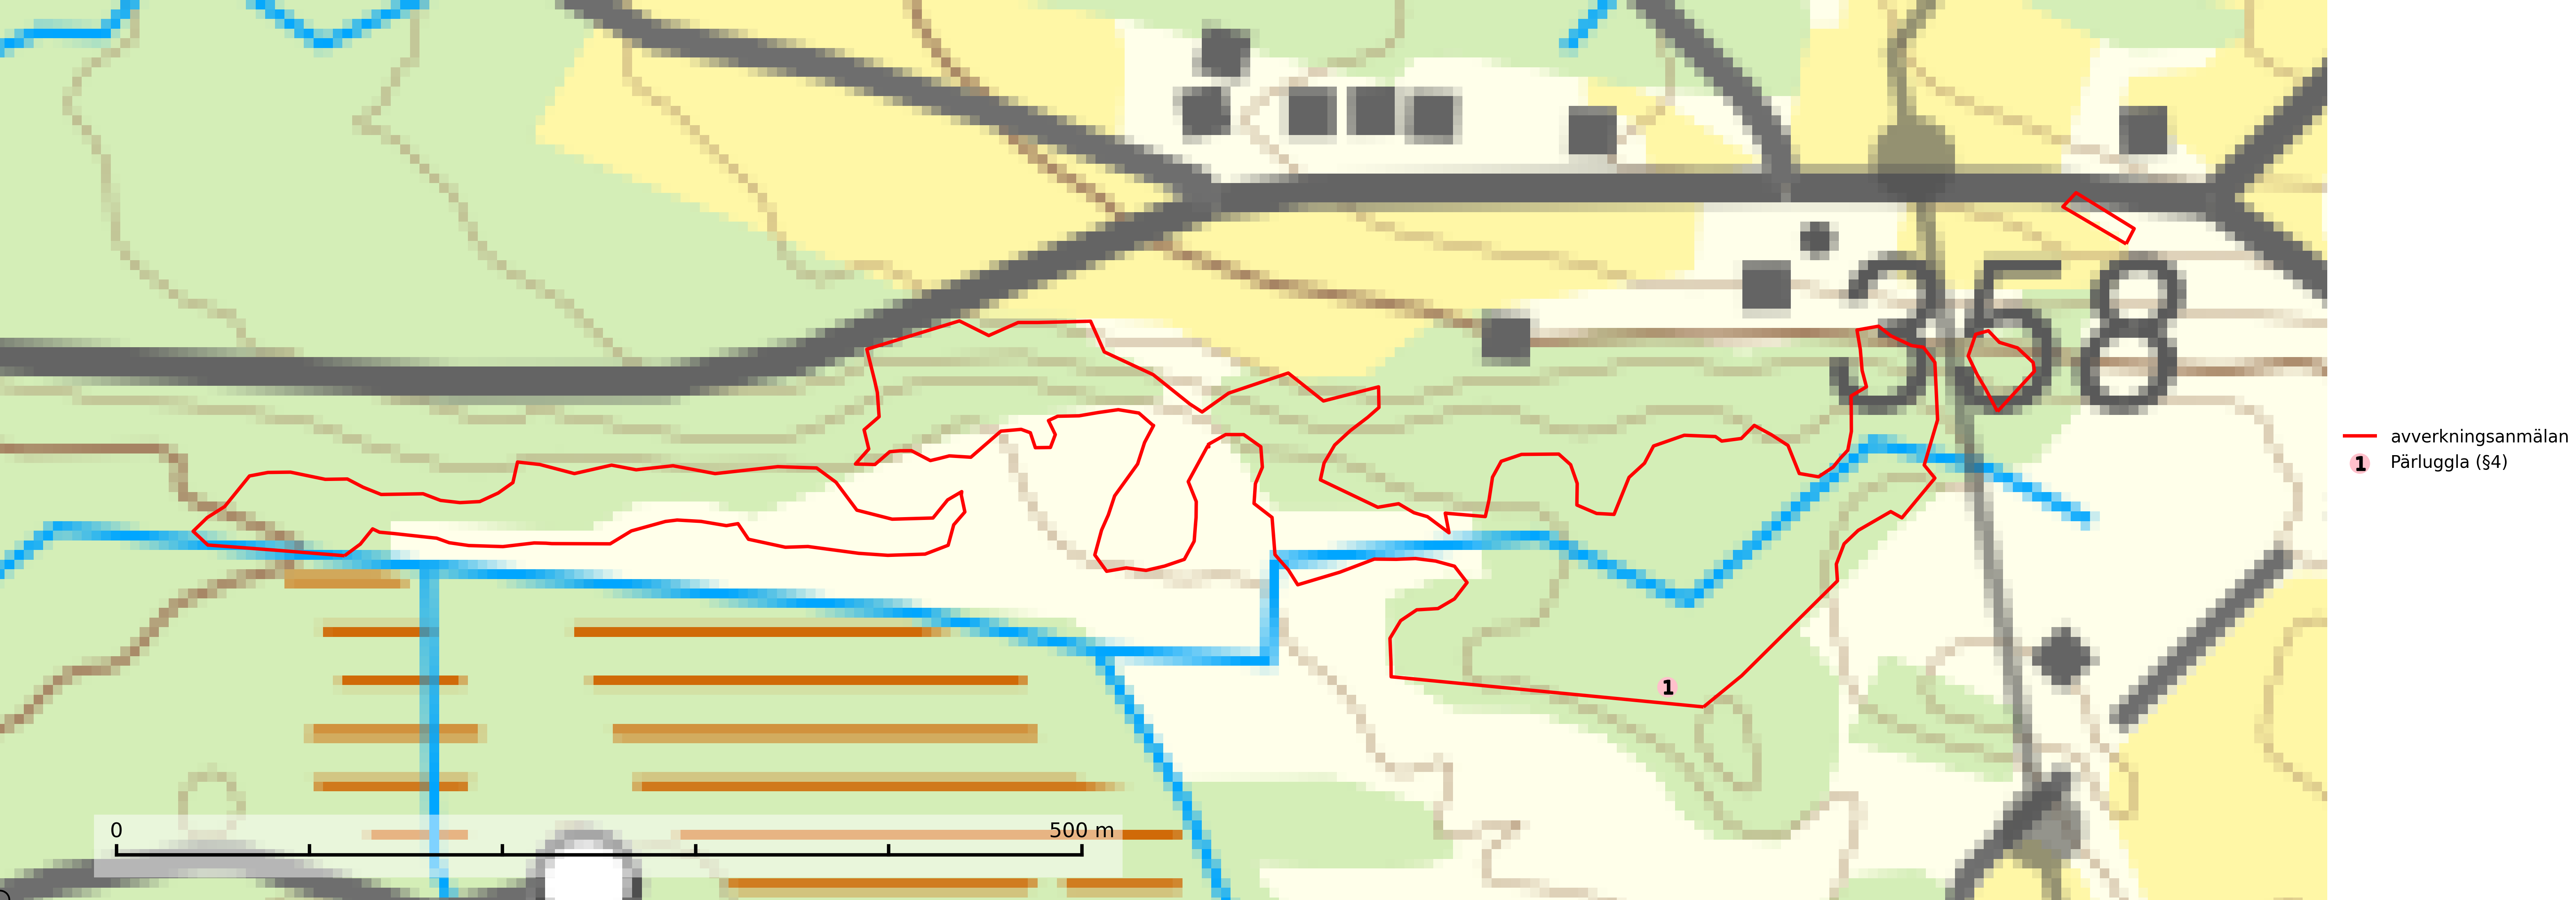 358
avverkningsanmälan
1 Pärluggla (§4)
1
0 500 m